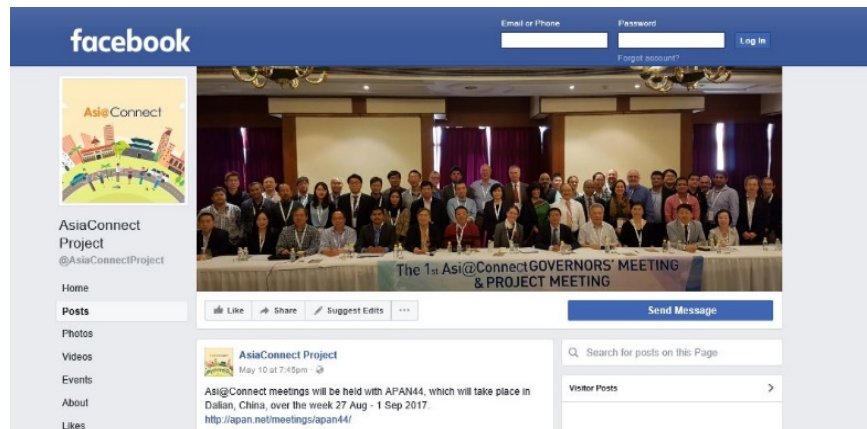 facebook
Email or Phone
Password
Log In
Forgot account?
Asi@Connect
AsiaConnect
Project
@AsiaConnectProject
Home
Posts
Photos
Videos
Events
About
Likes
The 1st Asi@Connect GOVERNORS' MEETING
& PROJECT MEETING
Like
Share
Suggest Edits
Send Message
AsiaConnect Project
May 10 at 7:45pm
Asi@Connect meetings will be held with APAN44, which will take place in
Dalian, China, over the week 27 Aug - 1 Sep 2017.
http://apan.net/meetings/apan44/
Search for posts on this Page
Visitor Posts